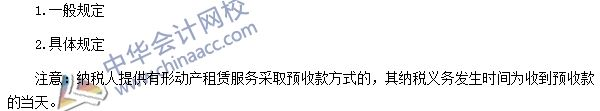 1.一般规定
2.具体规定
中华会计网校
www.chinaacc.com
注意：纳税人提供有形动产租赁服务采取预收款方式的，其纳税义务发生时间为收到预收款
的当天。